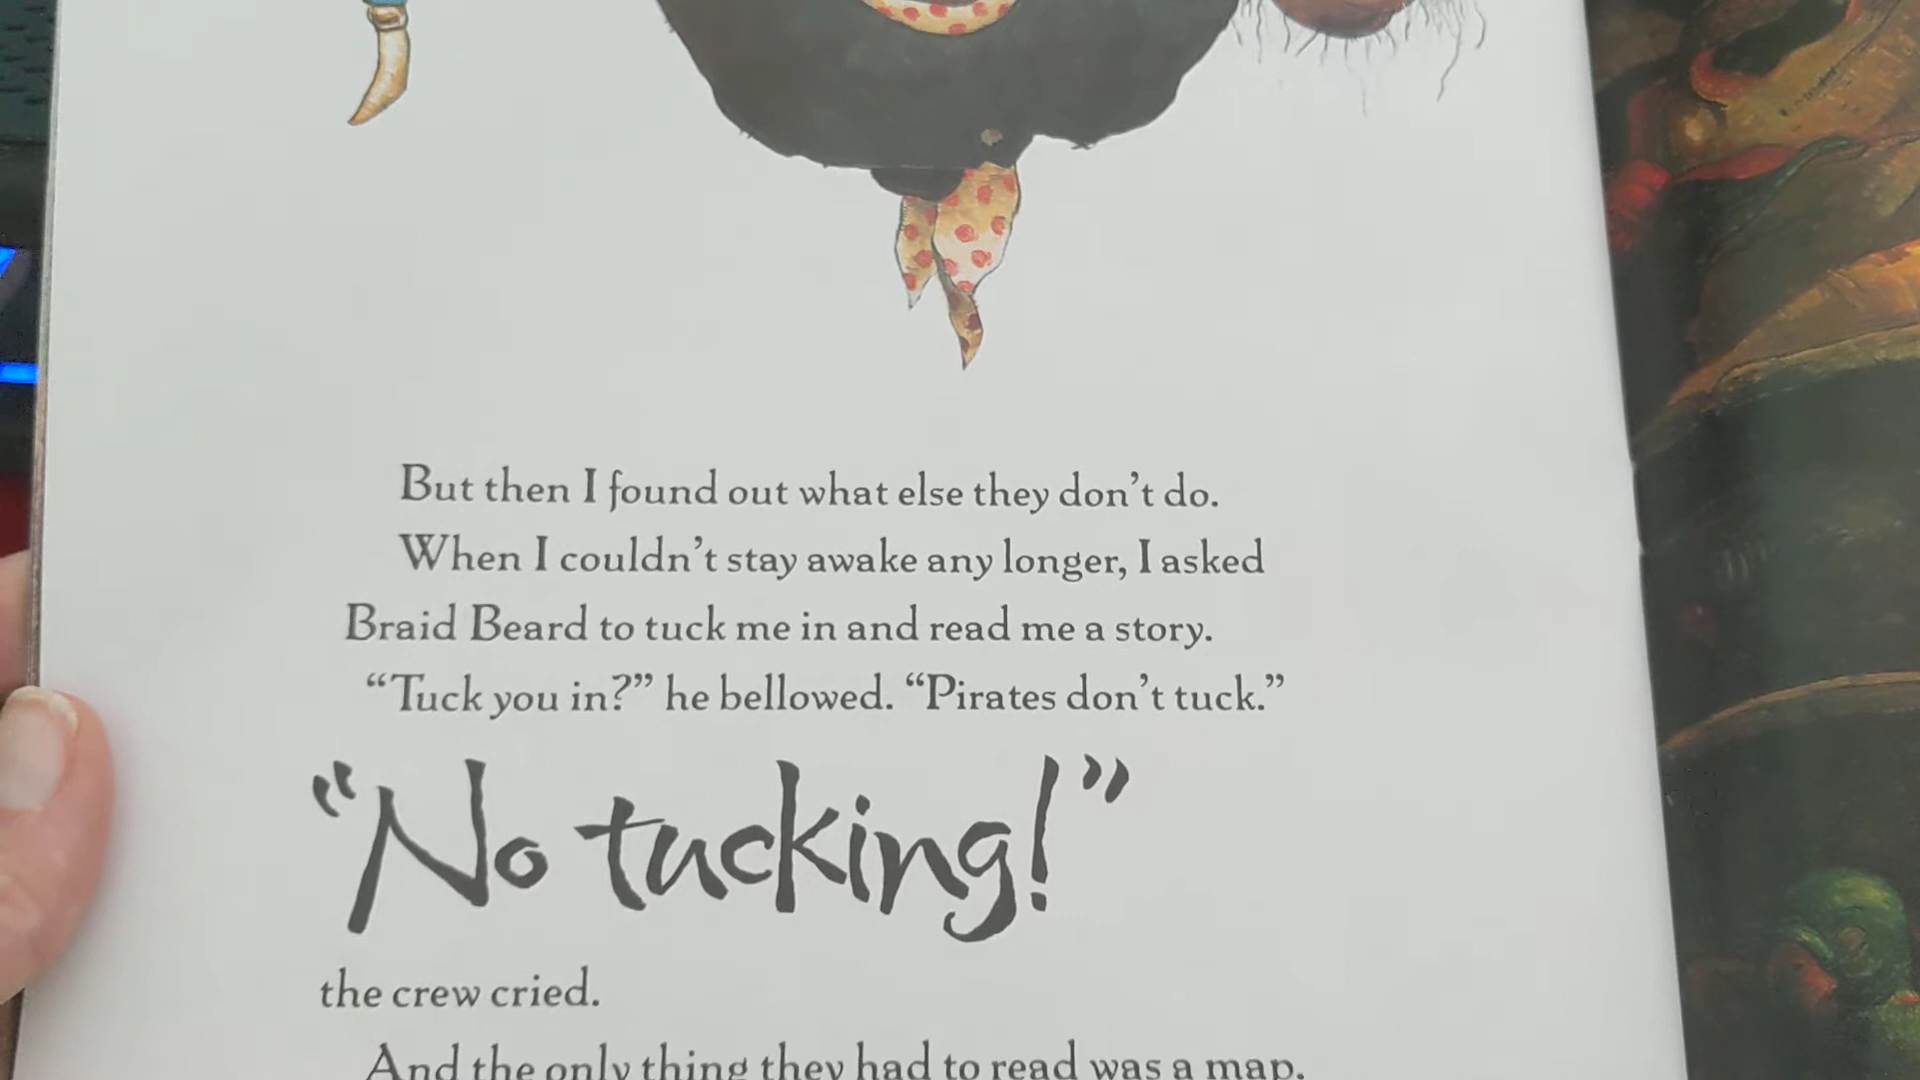 But then I found out what else they don't do.
When I couldn't stay awake any longer, I asked
Braid Beard to tuck me in and read me a story.
“Tuck you in?” he bellowed. “Pirates don't tuck.”
“No tucking!”
the crew cried.
And the only thing they had to read was a map.